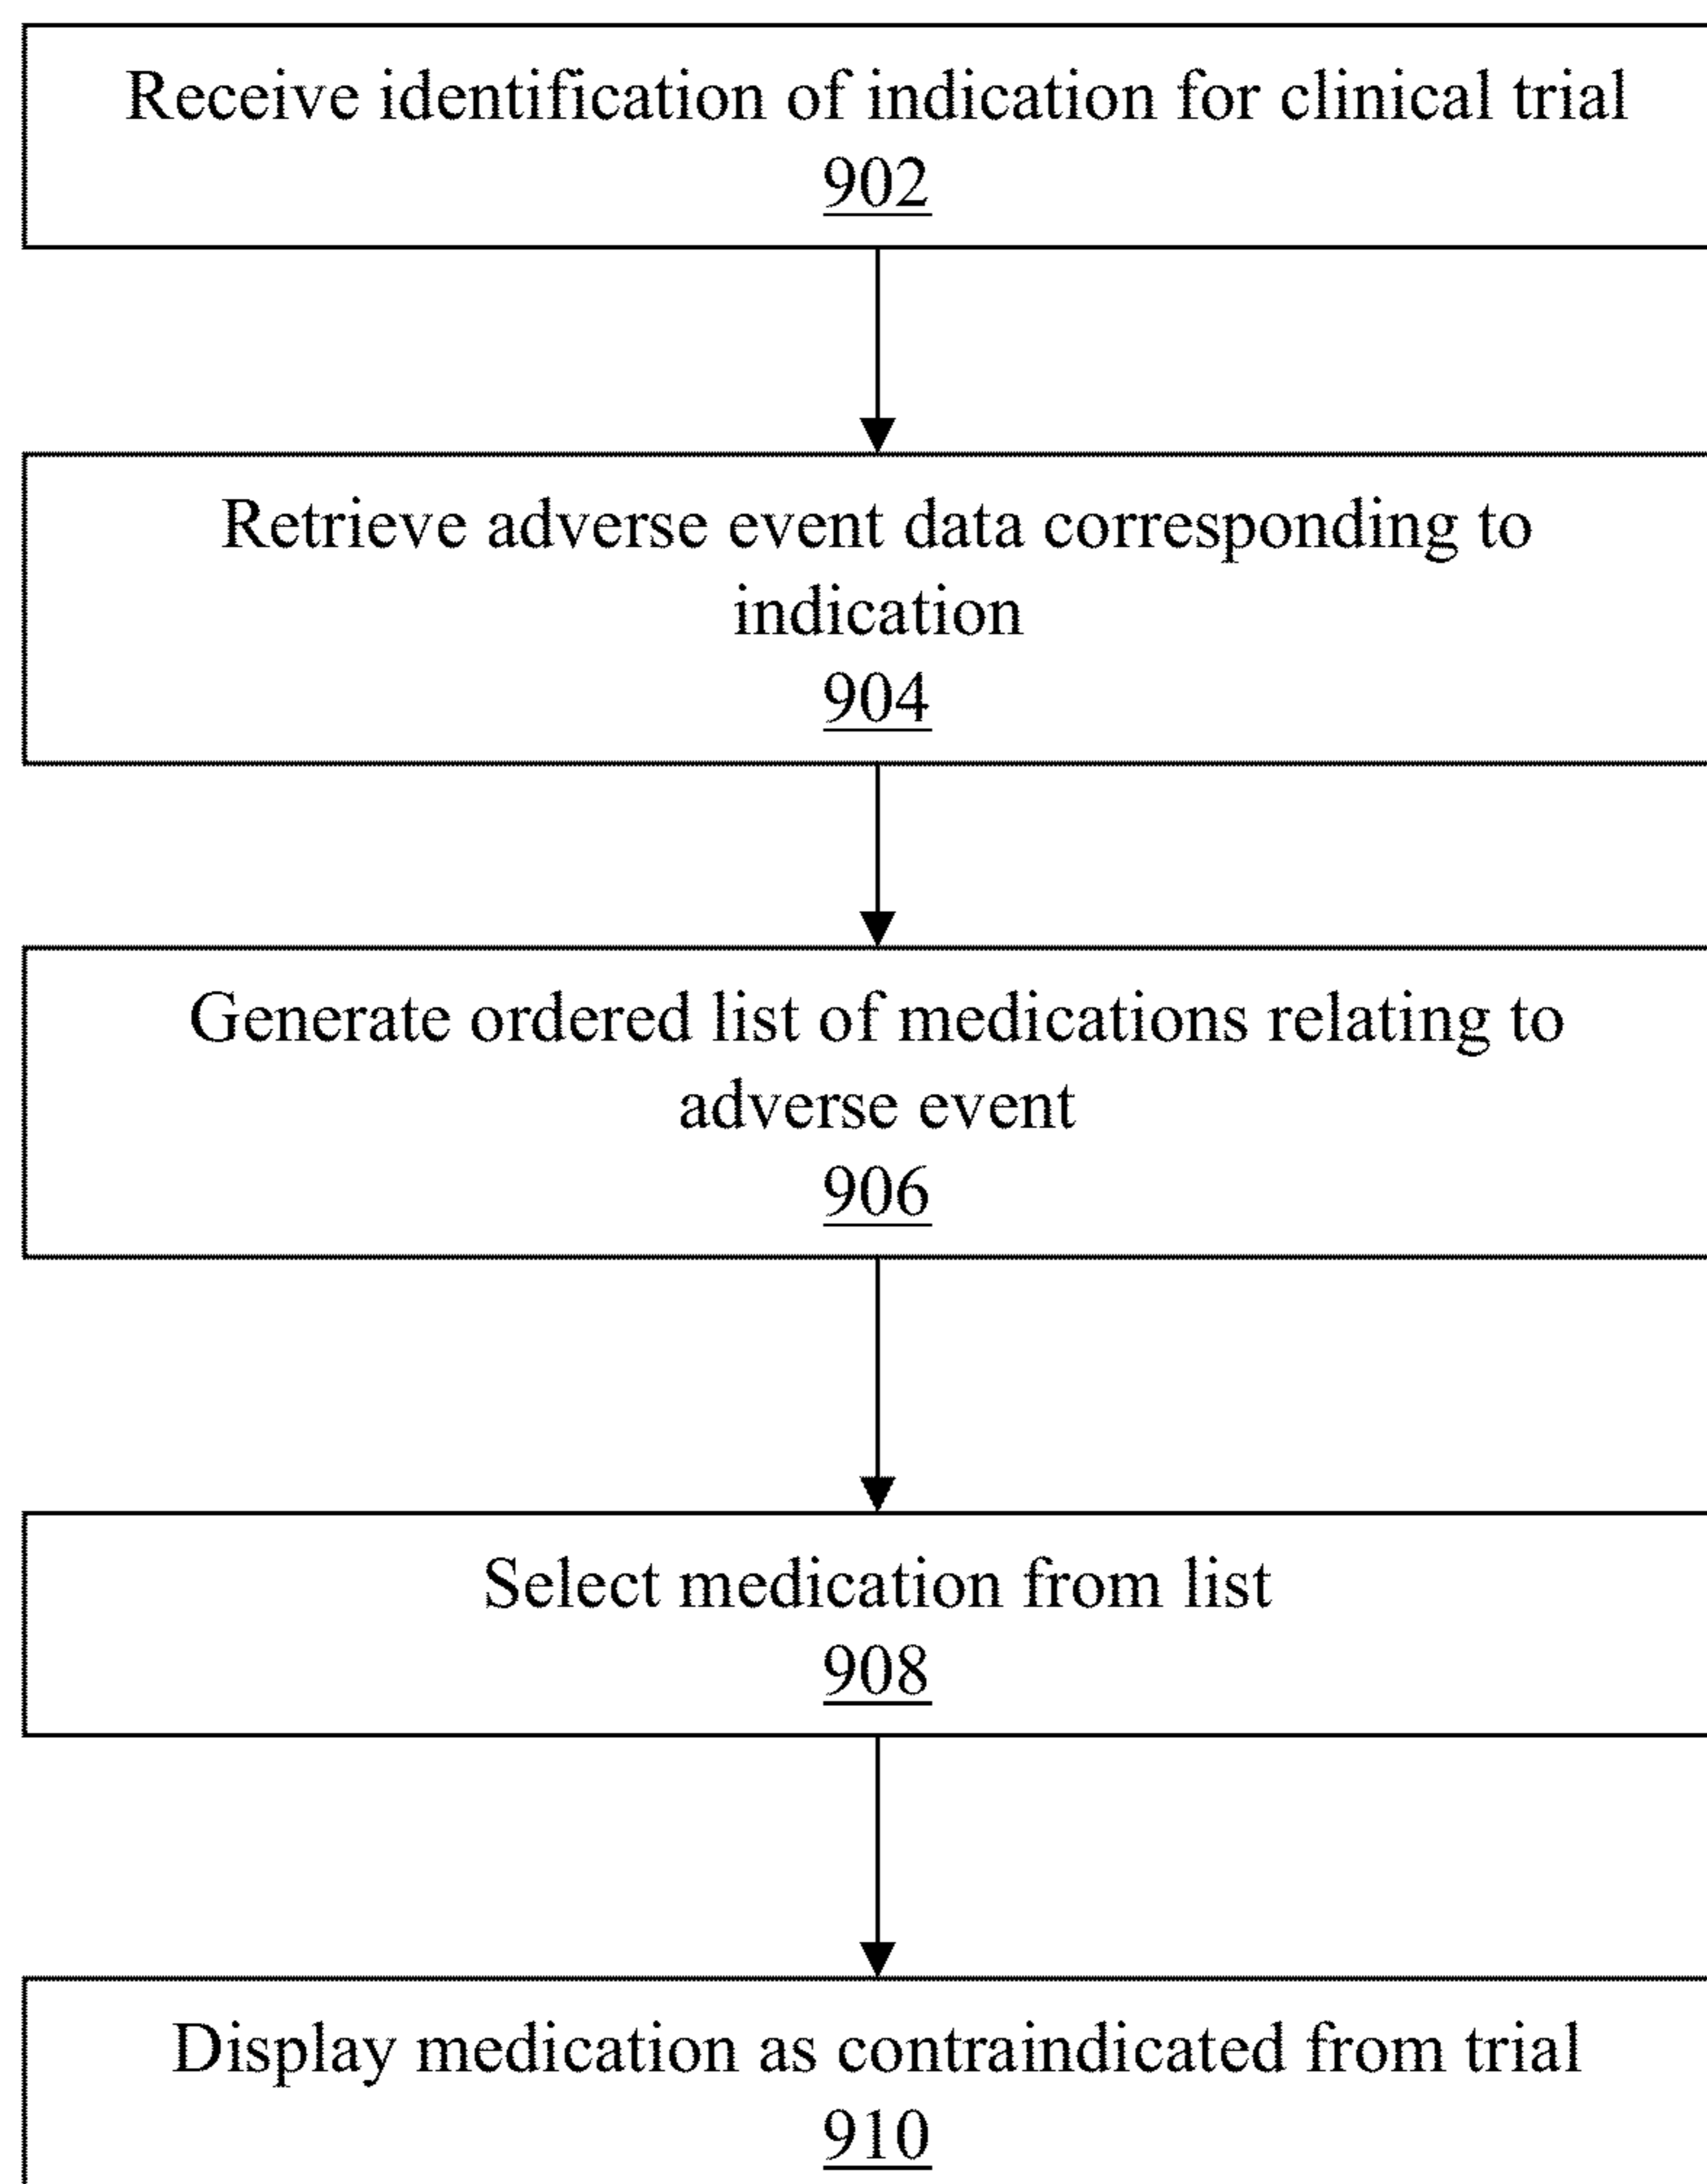 Receive identification of indication for clinical trial
902
Retrieve adverse event data corresponding to
indication
904
Generate ordered list of medications relating to
adverse event
906
Select medication from list
908
Display medication as contraindicated from trial
910